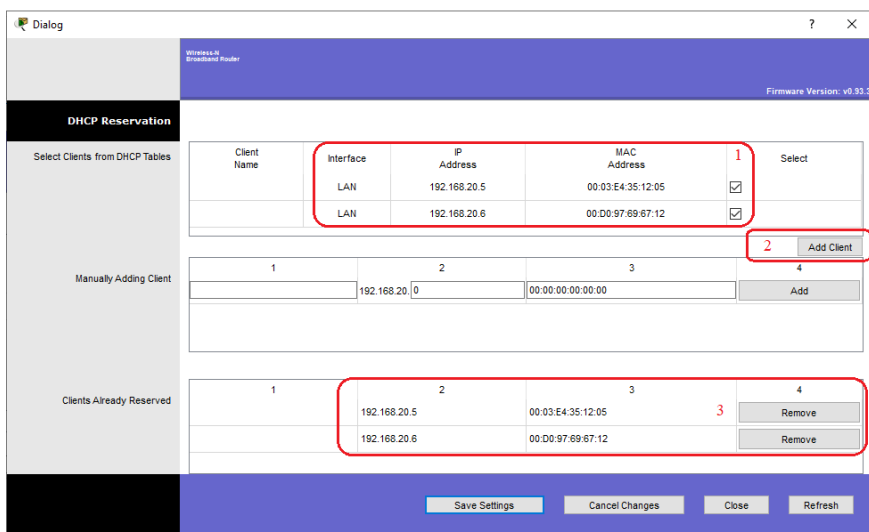 Dialog ? ×
Wireless-N
Broadband Router
Firmware Version: v0.93.3
DHCP Reservation
Select Clients from DHCP Tables
Client Name Interface IP Address MAC Address 1 Select
LAN 192.168.20.5 00:03:E4:35:12:05
LAN 192.168.20.6 00:D0:97:69:67:12
2 Add Client
Manually Adding Client
1 2 3 4
192.168.20. 0 00:00:00:00:00:00 Add
Clients Already Reserved
1 2 3 4
192.168.20.5 00:03:E4:35:12:05 3 Remove
192.168.20.6 00:D0:97:69:67:12 Remove
Save Settings Cancel Changes Close Refresh